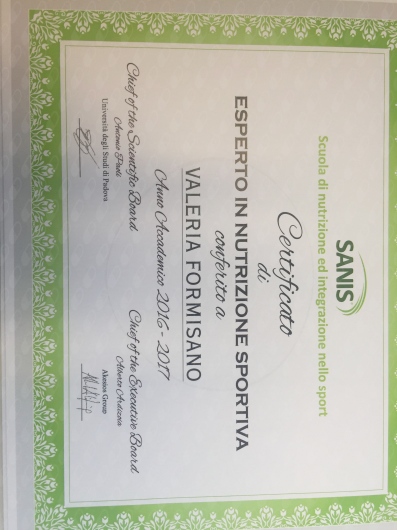 SANIS
Scuola di nutrizione ed integrazione nello sport
Certificato
di
ESPERTO IN NUTRIZIONE SPORTIVA
conferito a
VALERIA FORMISANO
Anno Accademico 2016 - 2017
Chief of the Scientific Board
Antonio Paoli
Università degli Studi di Padova
Chief of the Executive Board
Alberto
Akesios Group